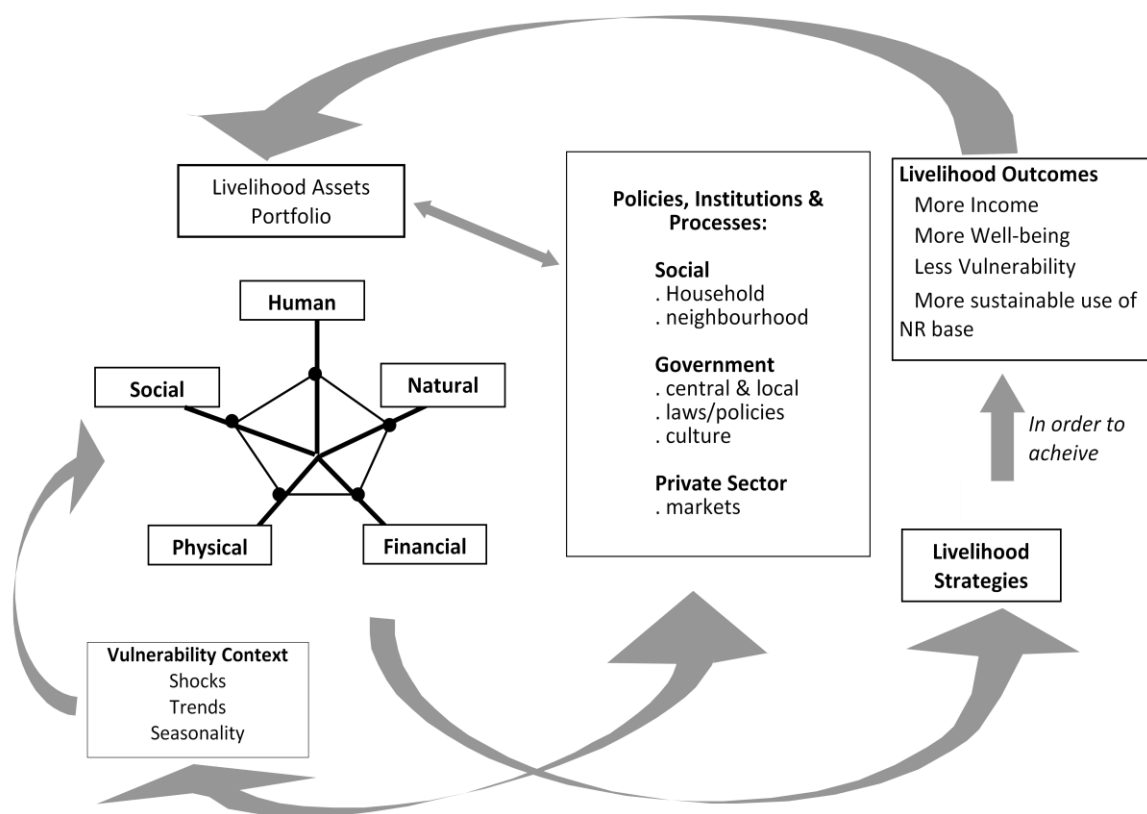 Livelihood Assets
Portfolio
Human
Social
Natural
Physical
Financial
Vulnerability Context
Shocks
Trends
Seasonality
Policies, Institutions &
Processes:
Social
. Household
. neighbourhood
Government
. central & local
. laws/policies
. culture
Private Sector
. markets
Livelihood Outcomes
More Income
More Well-being
Less Vulnerability
More sustainable use of
NR base
In order to
acheive
Livelihood
Strategies